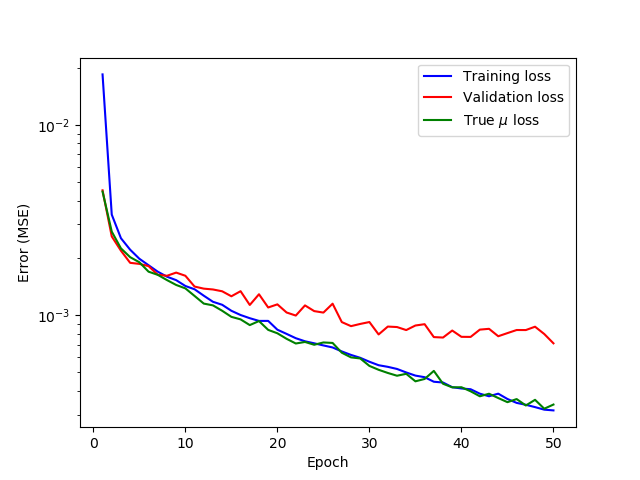 Training loss
Validation loss
True μ loss
Error (MSE)
10⁻²
10⁻³
0 10 20 30 40 50
Epoch